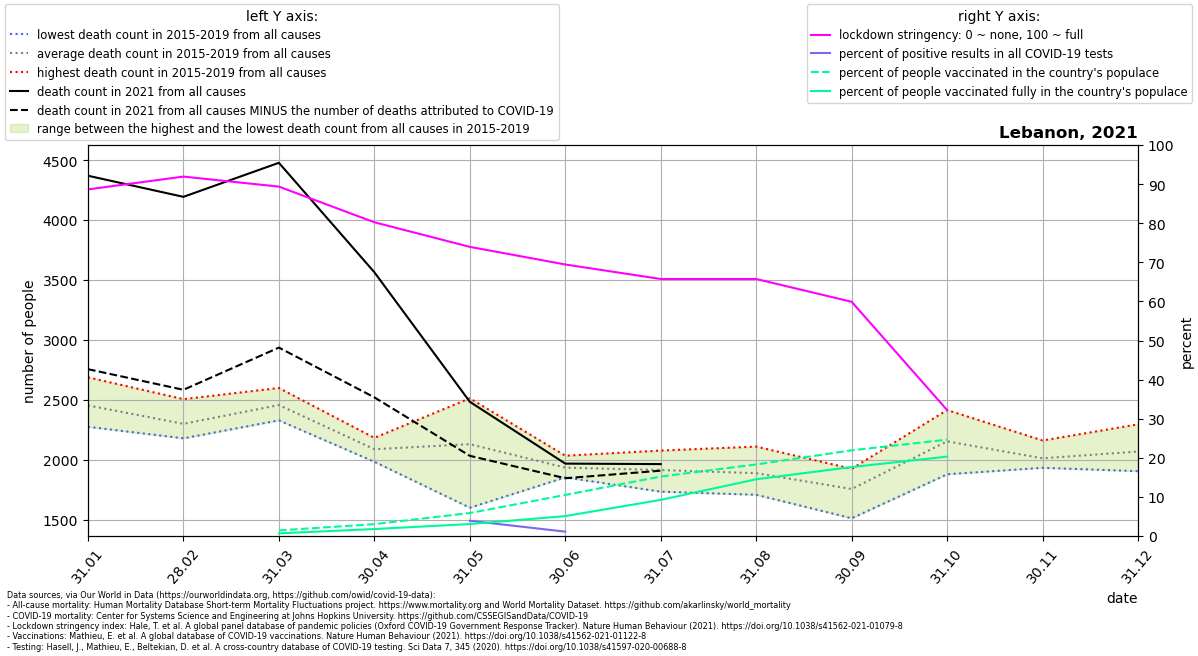 left Y axis:
lowest death count in 2015-2019 from all causes
average death count in 2015-2019 from all causes
highest death count in 2015-2019 from all causes
death count in 2021 from all causes
death count in 2021 from all causes MINUS the number of deaths attributed to COVID-19
range between the highest and the lowest death count from all causes in 2015-2019
right Y axis:
lockdown stringency: 0 ~ none, 100 ~ full
percent of positive results in all COVID-19 tests
percent of people vaccinated in the country's populace
percent of people vaccinated fully in the country's populace
Lebanon, 2021
number of people
4500
4000
3500
3000
2500
2000
1500
100
90
80
70
60
50
40
30
20
10
0
percent
31.01
28.02
31.03
30.04
31.05
30.06
31.07
31.08
30.09
31.10
30.11
31.12
date
Data sources, via Our World in Data (https://ourworldindata.org, https://github.com/owid/covid-19-data):
- All-cause mortality: Human Mortality Database Short-term Mortality Fluctuations project. https://www.mortality.org and World Mortality Dataset. https://github.com/akarlinsky/world_mortality
- COVID-19 mortality: Center for Systems Science and Engineering at Johns Hopkins University. https://github.com/CSSEGISandData/COVID-19
- Lockdown stringency index: Hale, T. et al. A global panel database of pandemic policies (Oxford COVID-19 Government Response Tracker). Nature Human Behaviour (2021). https://doi.org/10.1038/s41562-021-01079-8
- Vaccinations: Mathieu, E. et al. A global database of COVID-19 vaccinations. Nature Human Behaviour (2021). https://doi.org/10.1038/s41562-021-01122-8
- Testing: Hasell, J., Mathieu, E., Beltekian, D. et al. A cross-country database of COVID-19 testing. Sci Data 7, 345 (2020). https://doi.org/10.1038/s41597-020-00688-8